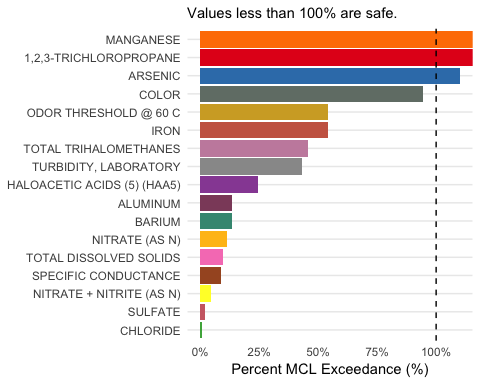 Values less than 100% are safe.
MANGANESE
1,2,3-TRICHLOROPROPANE
ARSENIC
COLOR
ODOR THRESHOLD @ 60 C
IRON
TOTAL TRIHALOMETHANES
TURBIDITY, LABORATORY
HALOACETIC ACIDS (5) (HAA5)
ALUMINUM
BARIUM
NITRATE (AS N)
TOTAL DISSOLVED SOLIDS
SPECIFIC CONDUCTANCE
NITRATE + NITRITE (AS N)
SULFATE
CHLORIDE
0% 25% 50% 75% 100%
Percent MCL Exceedance (%)